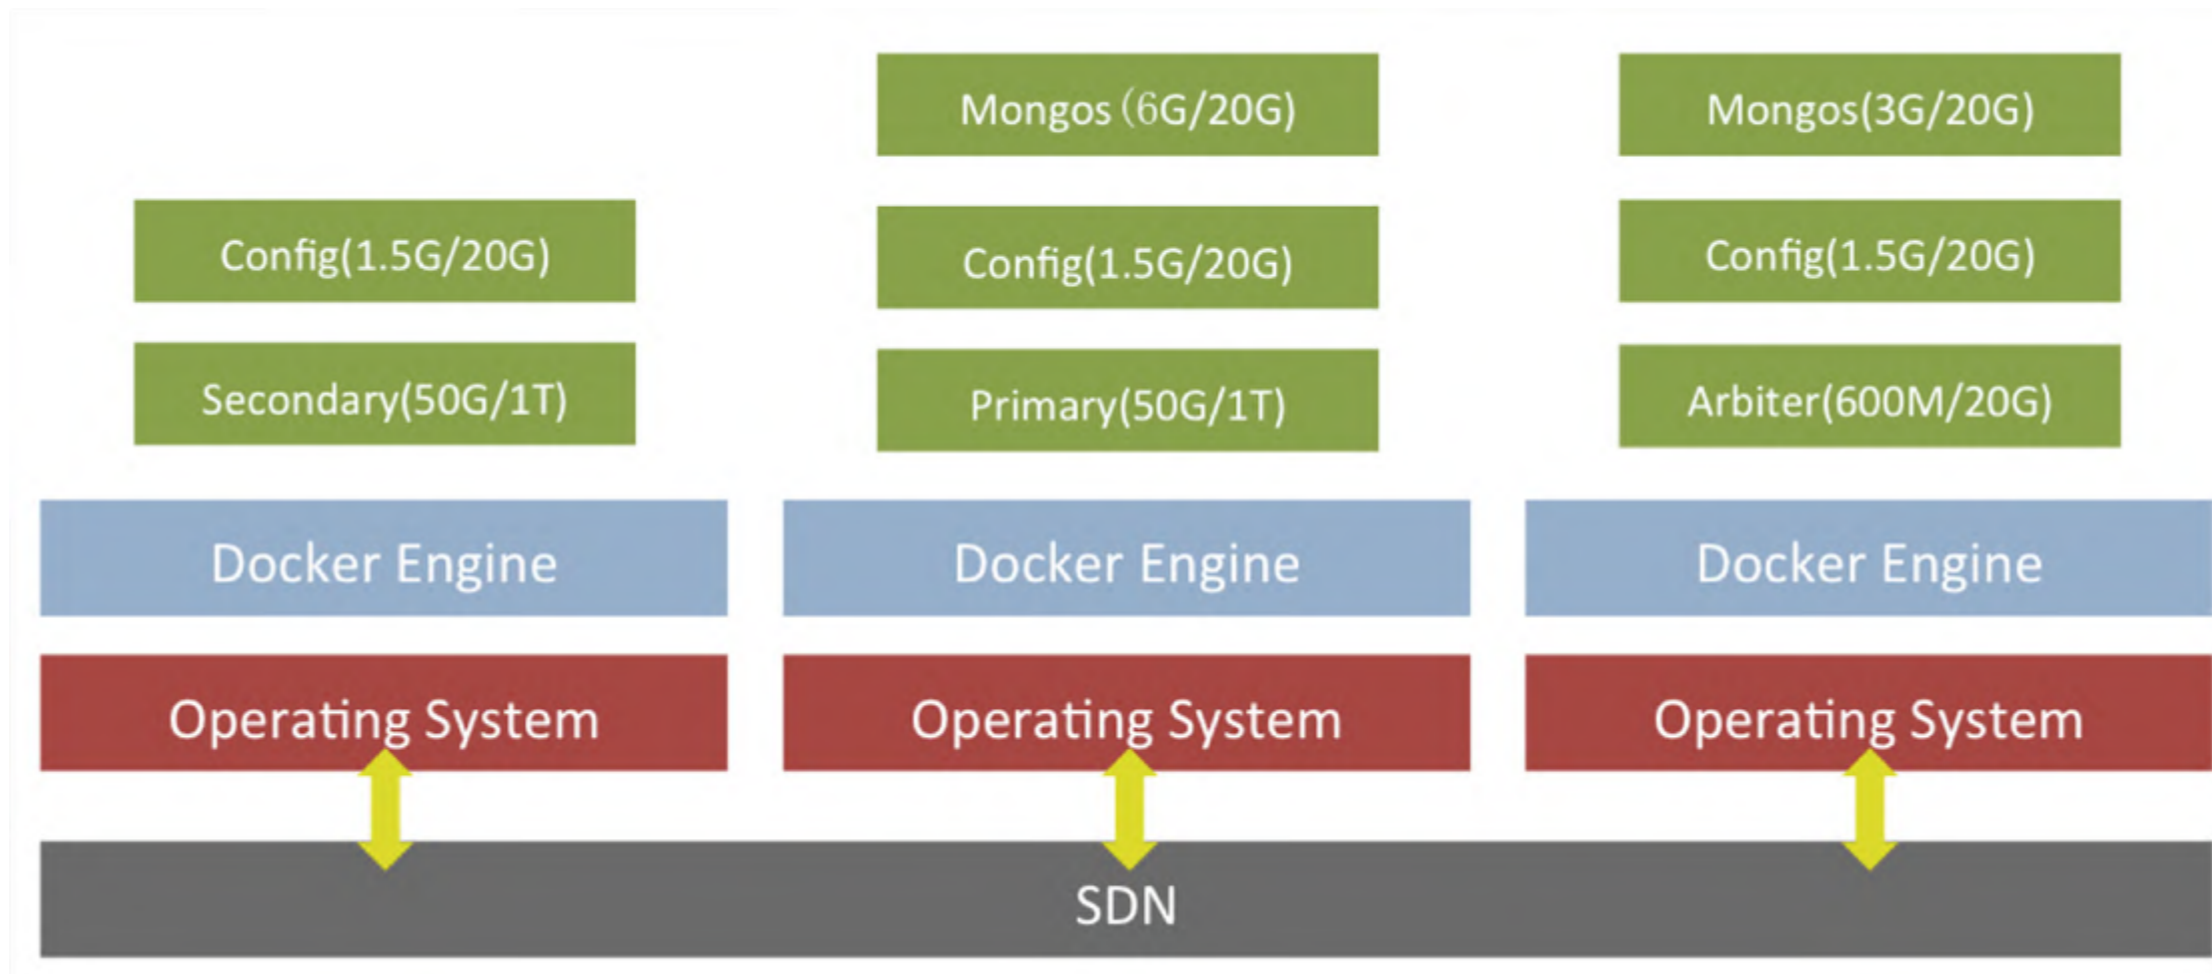 Mongos（6G/20G)
Mongos(3G/20G)
Config(1.5G/20G)
Config(1.5G/20G)
Config(1.5G/20G)
Secondary(50G/1T)
Primary(50G/1T)
Arbiter(600M/20G)
Docker Engine
Docker Engine
Docker Engine
Operating System
Operating System
Operating System
SDN